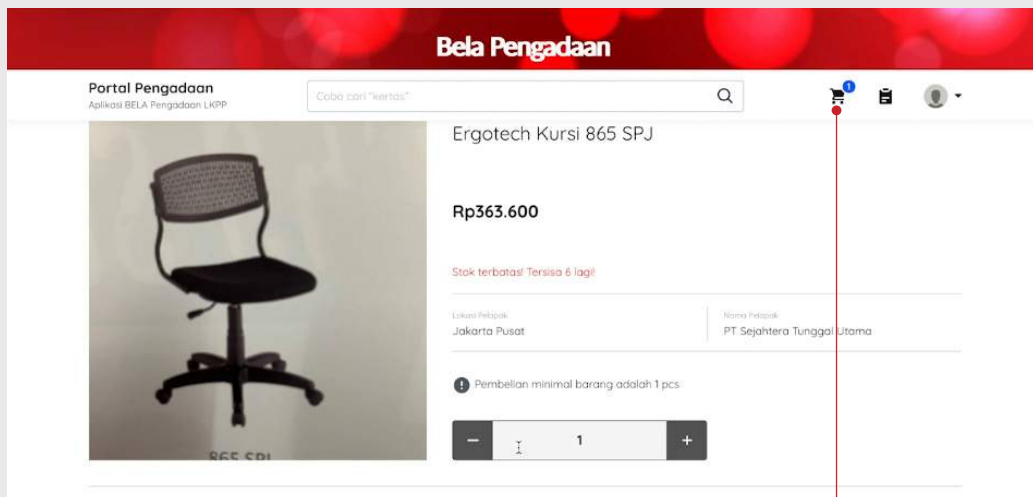 Bela Pengadaan
Portal Pengadaan
Aplikasi BELA Pengadaan LKPP
Coba cari "kertas"
1
Ergotech Kursi 865 SPJ
Rp363.600
Stok terbatas! Tersisa 6 lagi!
Lokasi Pelapak
Nama Pelapak
Jakarta Pusat
PT Sejahtera Tunggal Utama
Pembelian minimal barang adalah 1 pcs
− 1 +
865